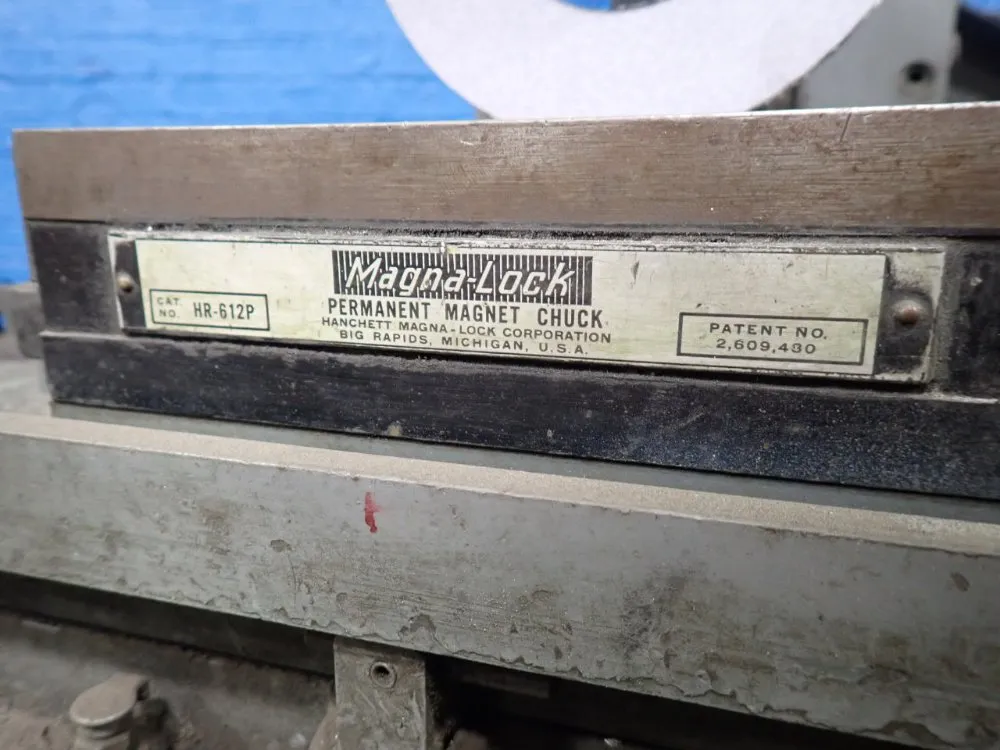 Magna-Lock
PERMANENT MAGNET CHUCK
HANCHETT MAGNA-LOCK CORPORATION
BIG RAPIDS, MICHIGAN, U.S.A.
CAT. NO. HR-612P
PATENT NO.
2,609,430